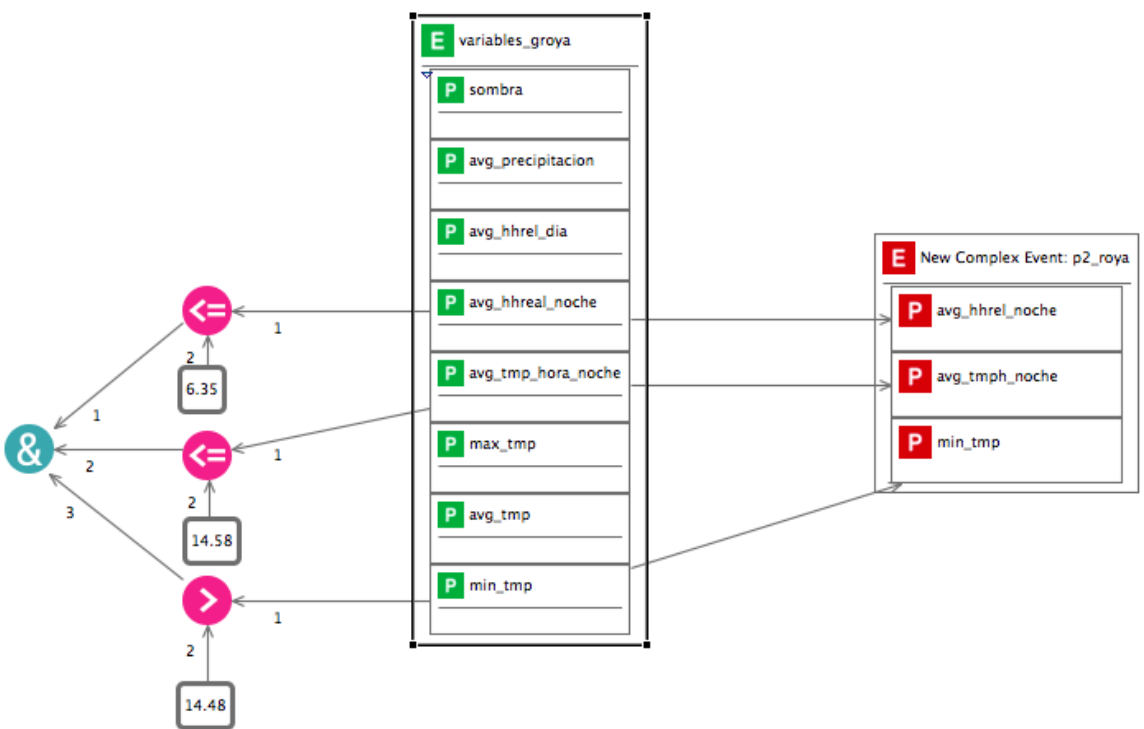 E variables_groya
P sombra
P avg_precipitacion
P avg_hhrel_dia
P avg_hhreal_noche
P avg_tmp_hora_noche
P max_tmp
P avg_tmp
P min_tmp
E New Complex Event: p2_roya
P avg_hhrel_noche
P avg_tmph_noche
P min_tmp
<=
1
2
6.35
1
&
<=
1
2
2
14.58
3
>
1
2
14.48